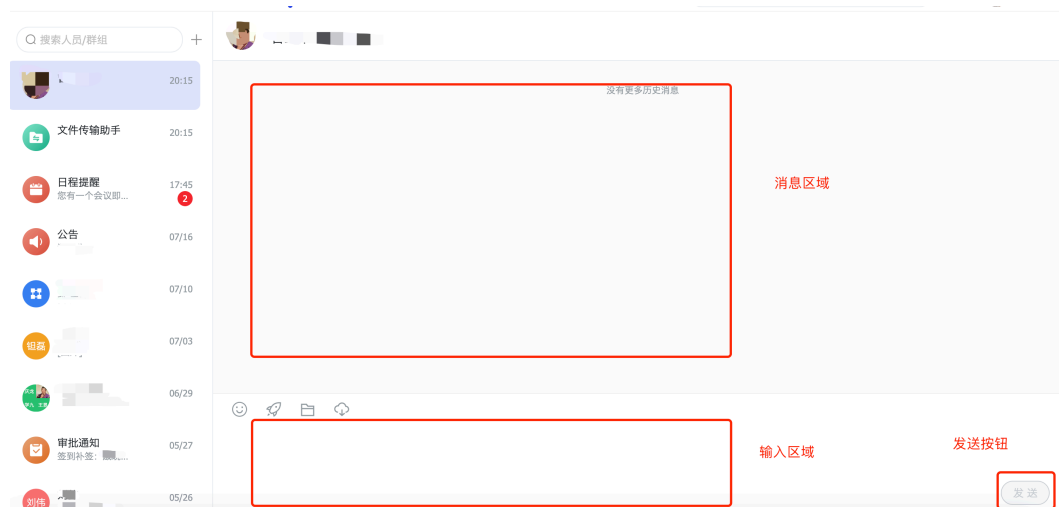 搜索人员/群组
20:15
没有更多历史消息
文件传输助手
20:15
日程提醒
17:45
您有一个会议即...
2
消息区域
公告
07/16
07/10
钽磊
07/03
06/29
审批通知
05/27
签到补签:
输入区域
发送按钮
刘伟
05/26
发 送